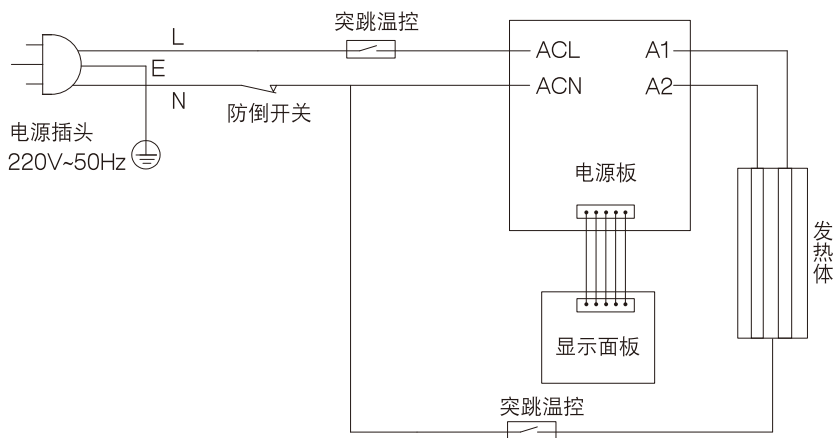 突跳温控
L
ACL
A1
E
ACN
A2
N
防倒开关
电源插头
220V~50Hz
电源板
发热体
显示面板
突跳温控